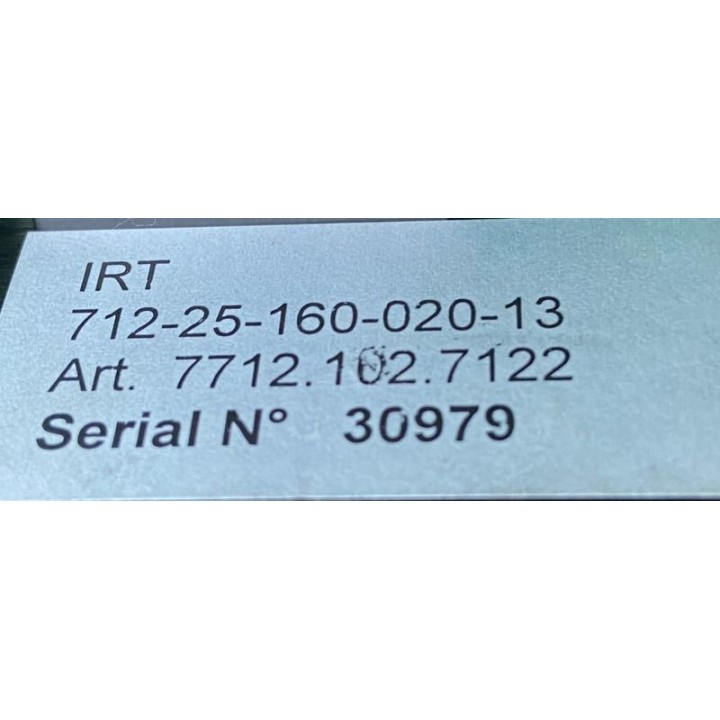 IRT
712-25-160-020-13
Art. 7712.102.7122
Serial N° 30979